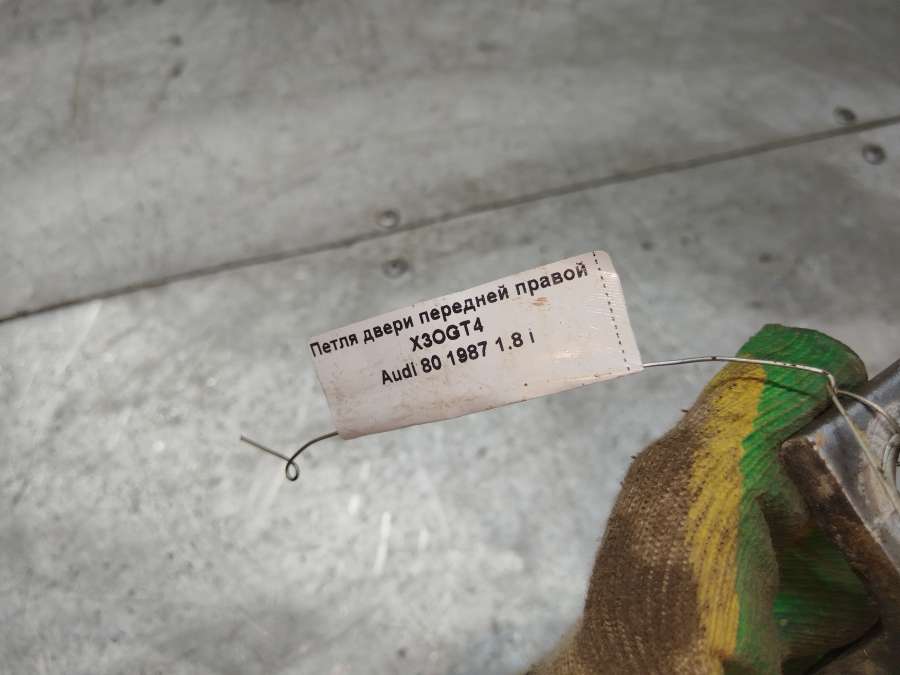 Петля двери передней правой
X3OGT4
Audi 80 1987 1.8 i